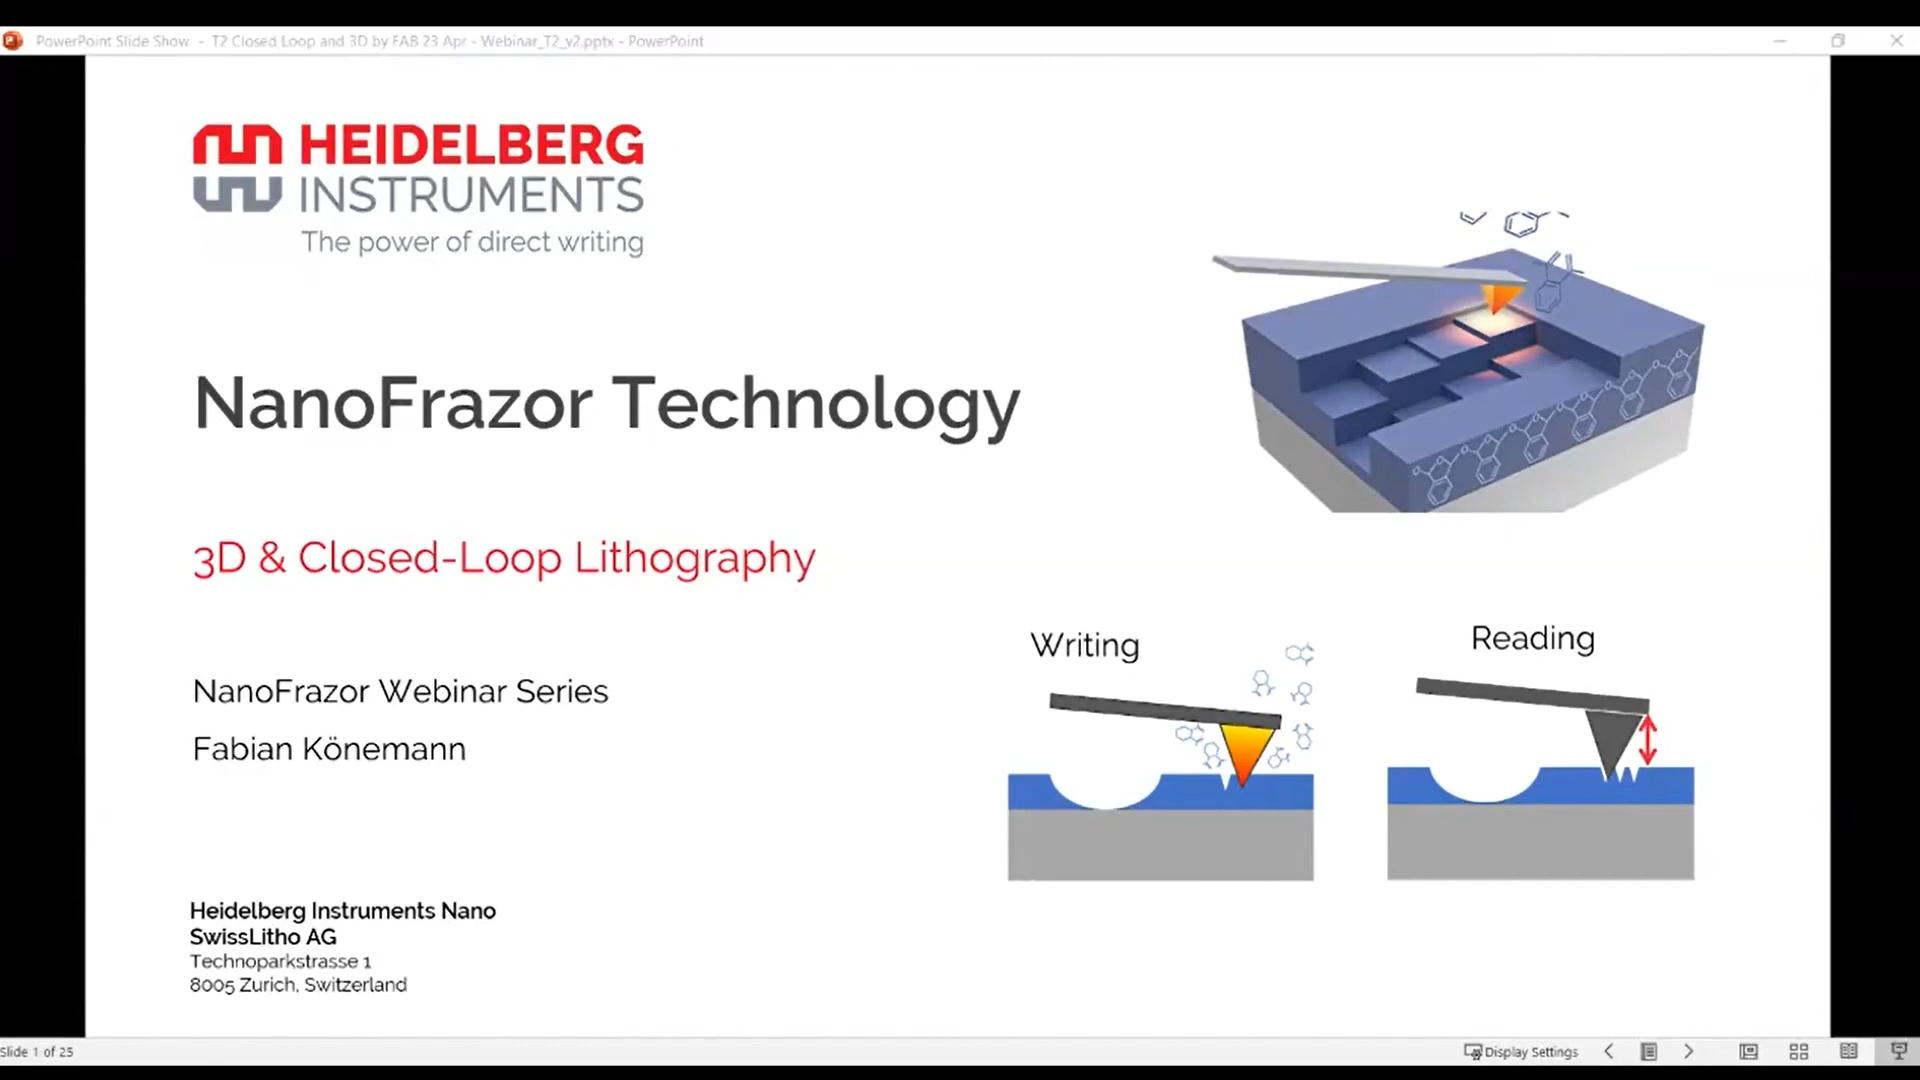 PowerPoint Slide Show - T2 Closed Loop and 3D by FAB 23 Apr - Webinar_T2_v2.pptx - PowerPoint
HEIDELBERG
INSTRUMENTS
The power of direct writing
NanoFrazor Technology
3D & Closed-Loop Lithography
Writing
Reading
NanoFrazor Webinar Series
Fabian Könemann
Heidelberg Instruments Nano
SwissLitho AG
Technoparkstrasse 1
8005 Zurich, Switzerland
Slide 1 of 25
Display Settings